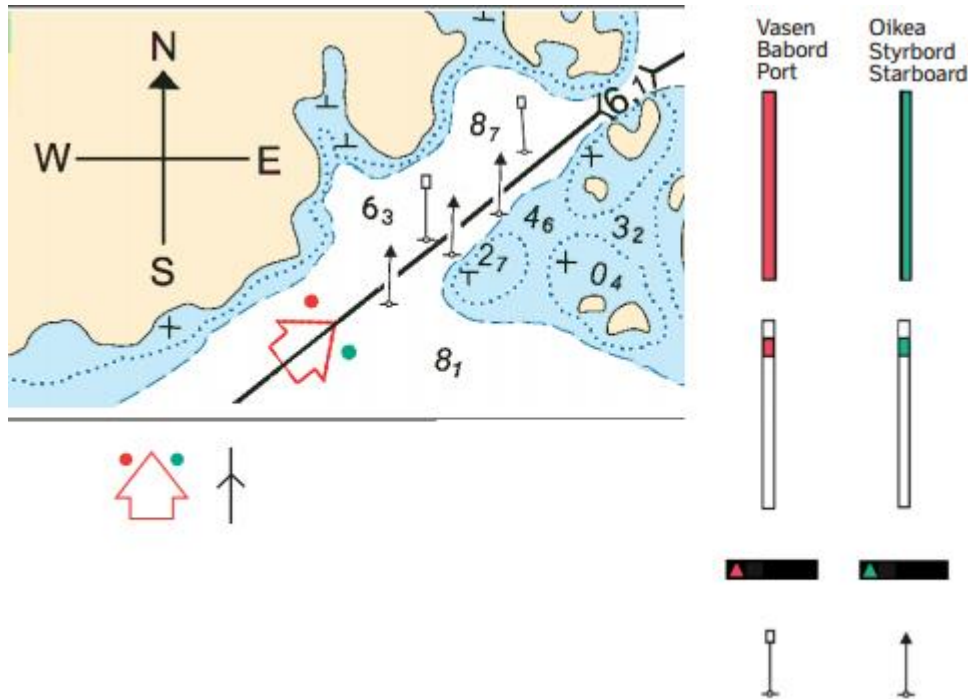 N
W
E
S
8₇
6,1
6₃
4₆
3₂
2₇
0₄
8₁
Vasen
Babord
Port
Oikea
Styrbord
Starboard